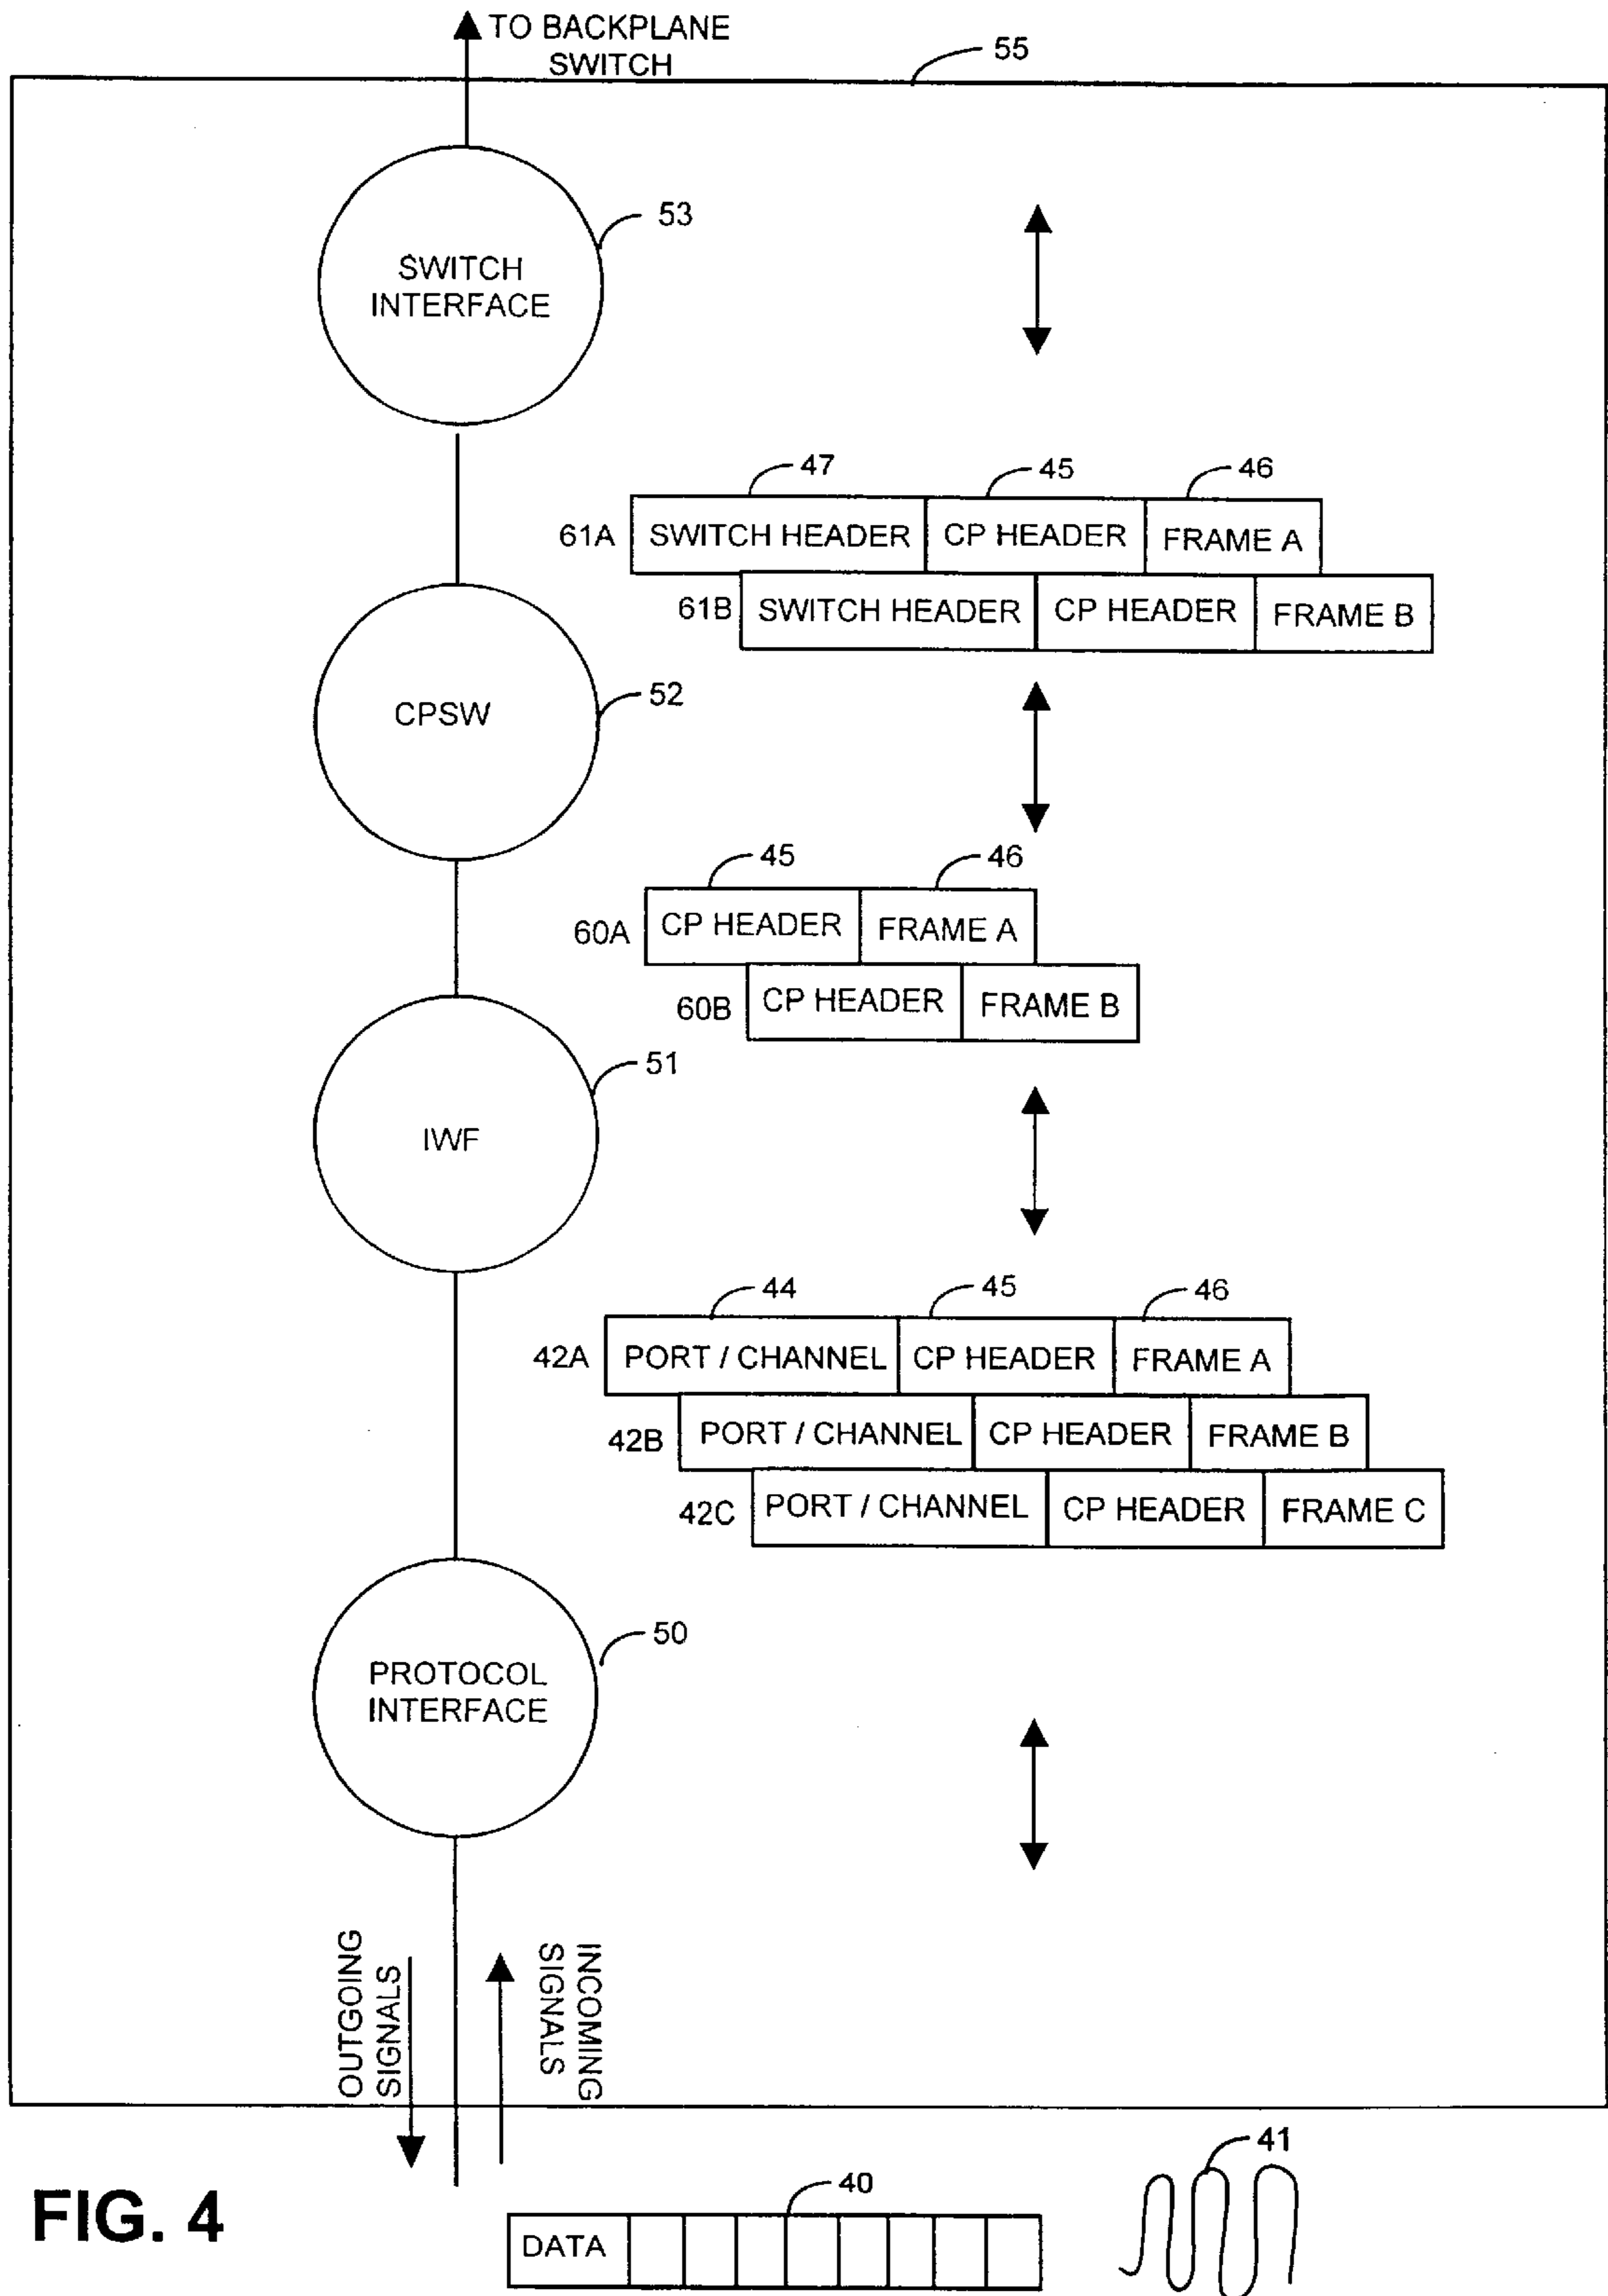 TO BACKPLANE
SWITCH
55
53
SWITCH
INTERFACE
47 45 46
61A SWITCH HEADER CP HEADER FRAME A
61B SWITCH HEADER CP HEADER FRAME B
52
CPSW
45 46
60A CP HEADER FRAME A
60B CP HEADER FRAME B
51
IWF
44 45 46
42A PORT / CHANNEL CP HEADER FRAME A
42B PORT / CHANNEL CP HEADER FRAME B
42C PORT / CHANNEL CP HEADER FRAME C
50
PROTOCOL
INTERFACE
OUTGOING
SIGNALS
INCOMING
SIGNALS
41
40
FIG. 4
DATA